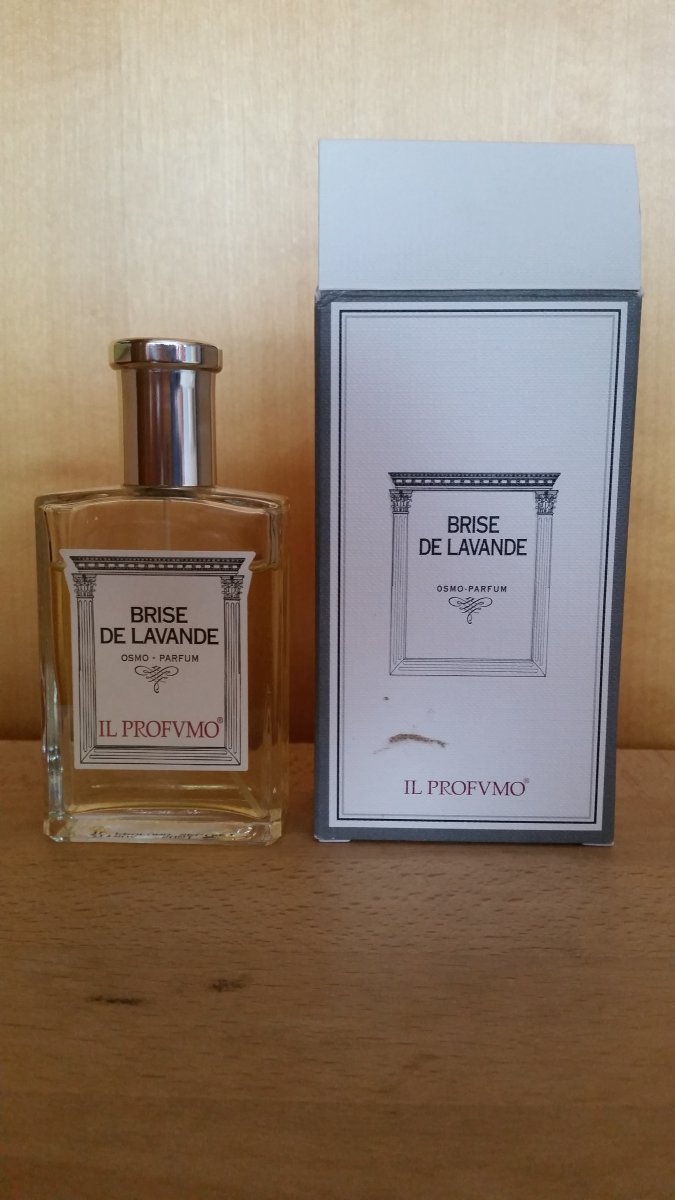 BRISE
DE LAVANDE
OSMO - PARFUM
IL PROFVMO®
BRISE
DE LAVANDE
OSMO-PARFUM
IL PROFVMO®